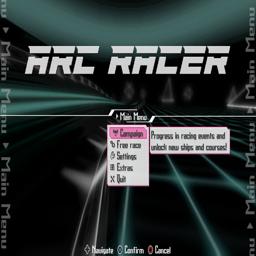 ARC RACER
Main Menu
Campaign
Free race
Settings
Extras
Quit
Progress in racing events and
unlock new ships and courses!
Navigate Confirm Cancel
Main Menu
Main Menu